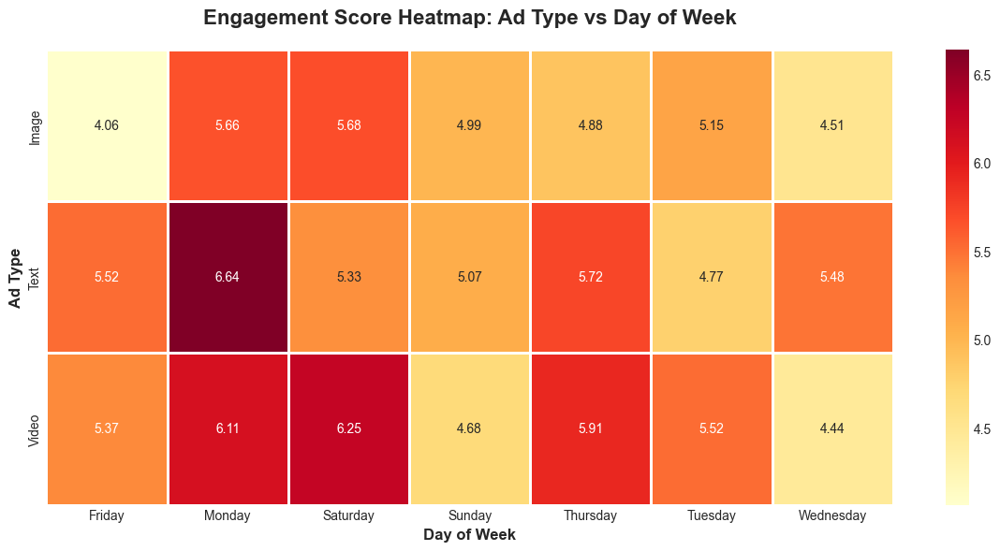 Engagement Score Heatmap: Ad Type vs Day of Week
Ad Type
Image
4.06 5.66 5.68 4.99 4.88 5.15 4.51
Text
5.52 6.64 5.33 5.07 5.72 4.77 5.48
Video
5.37 6.11 6.25 4.68 5.91 5.52 4.44
Friday Monday Saturday Sunday Thursday Tuesday Wednesday
Day of Week
6.5
6.0
5.5
5.0
4.5